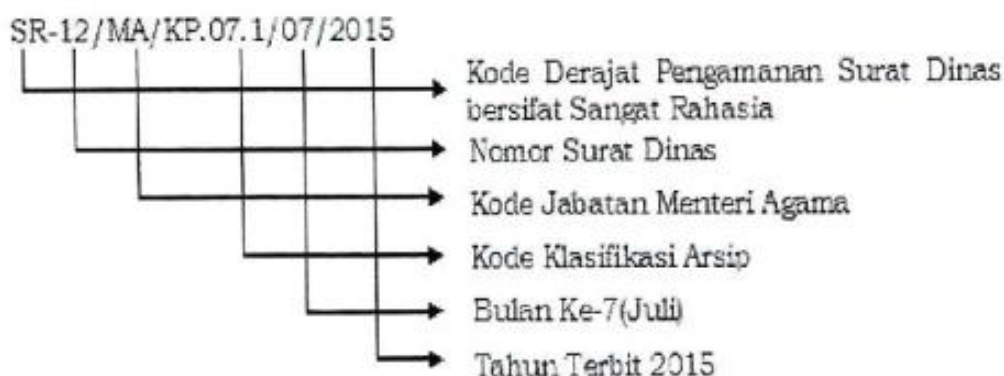 SR-12/MA/KP.07.1/07/2015
Kode Derajat Pengamanan Surat Dinas
bersifat Sangat Rahasia
Nomor Surat Dinas
Kode Jabatan Menteri Agama
Kode Klasifikasi Arsip
Bulan Ke-7(Juli)
Tahun Terbit 2015